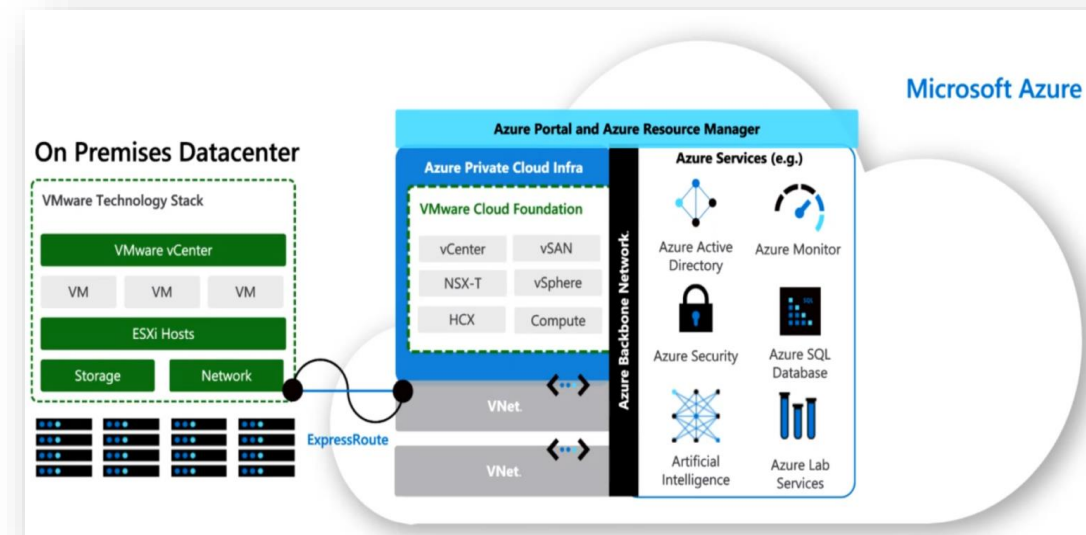 Microsoft Azure
On Premises Datacenter
VMware Technology Stack
VMware vCenter
VM
VM
VM
ESXi Hosts
Storage
Network
ExpressRoute
Azure Portal and Azure Resource Manager
Azure Private Cloud Infra
VMware Cloud Foundation
vCenter
vSAN
NSX-T
vSphere
HCX
Compute
VNet.
VNet.
Azure Backbone Network.
Azure Services (e.g.)
Azure Active
Directory
Azure Monitor
Azure Security
SQL
Azure SQL
Database
Artificial
Intelligence
Azure Lab
Services